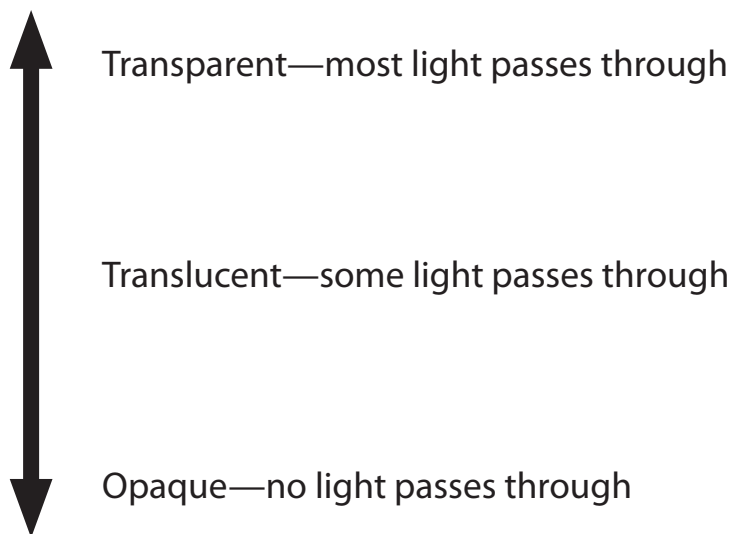 Transparent—most light passes through
Translucent—some light passes through
Opaque—no light passes through